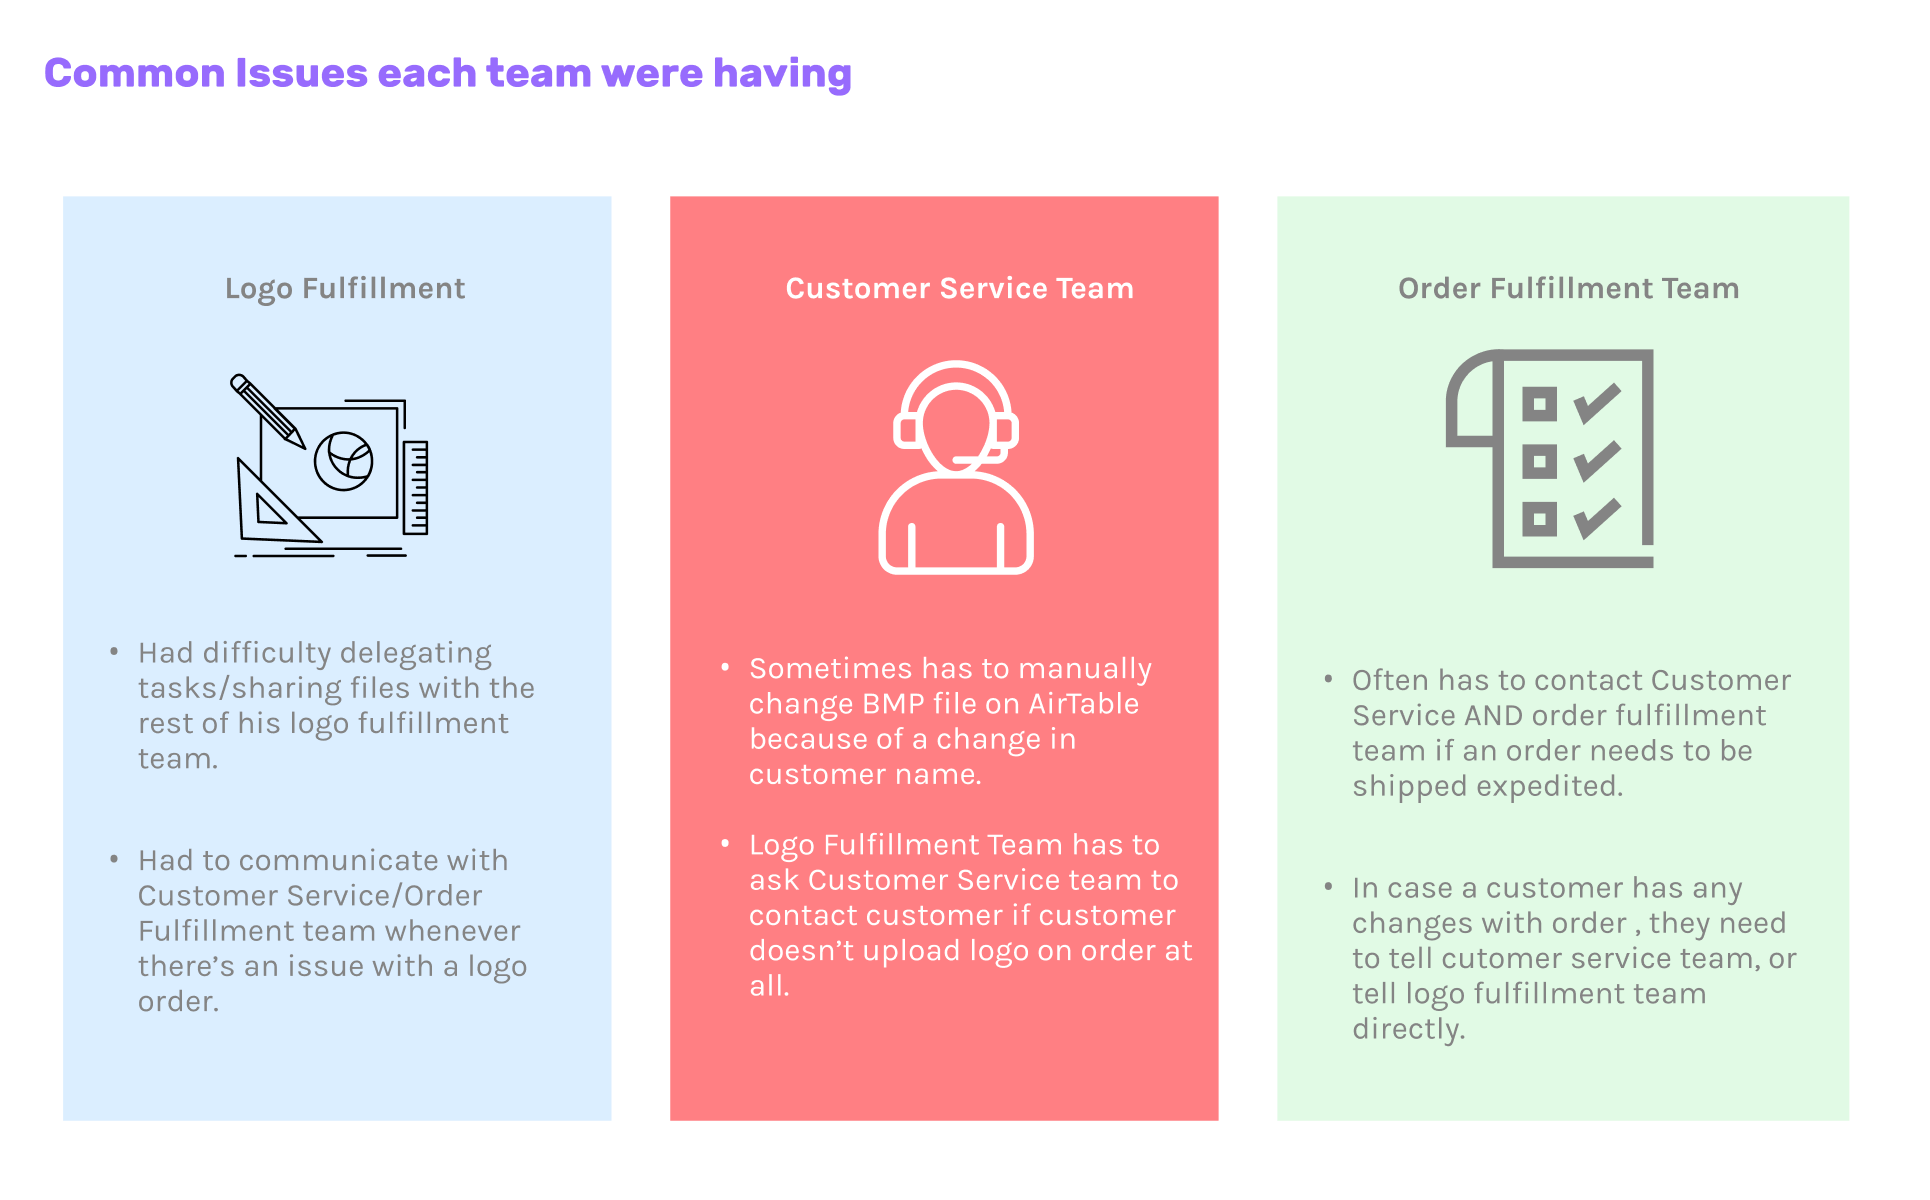 Common Issues each team were having
Logo Fulfillment
• Had difficulty delegating
tasks/sharing files with the
rest of his logo fulfillment
team.
• Had to communicate with
Customer Service/Order
Fulfillment team whenever
there’s an issue with a logo
order.
Customer Service Team
• Sometimes has to manually
change BMP file on AirTable
because of a change in
customer name.
• Logo Fulfillment Team has to
ask Customer Service team to
contact customer if customer
doesn’t upload logo on order at
all.
Order Fulfillment Team
• Often has to contact Customer
Service AND order fulfillment
team if an order needs to be
shipped expedited.
• In case a customer has any
changes with order , they need
to tell cutomer service team, or
tell logo fulfillment team
directly.